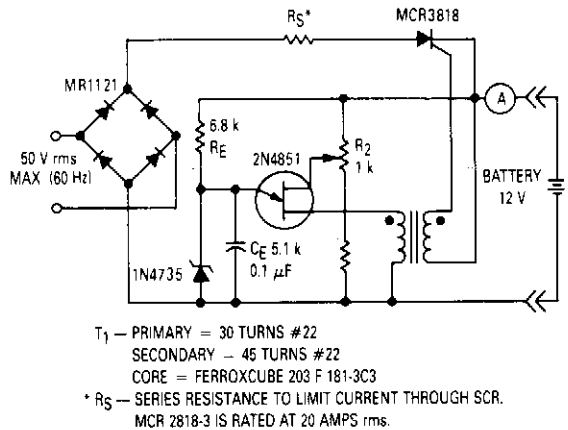 RS*
MCR3818
MR1121
A
6.8 k
RE
2N4851
R2
1 k
50 V rms
MAX (60 Hz)
BATTERY
12 V
CE 5.1 k
0.1 µF
1N4735
T1 — PRIMARY = 30 TURNS #22
SECONDARY – 45 TURNS #22
CORE = FERROXCUBE 203 F 181-3C3
* RS — SERIES RESISTANCE TO LIMIT CURRENT THROUGH SCR.
MCR 2818-3 IS RATED AT 20 AMPS rms.